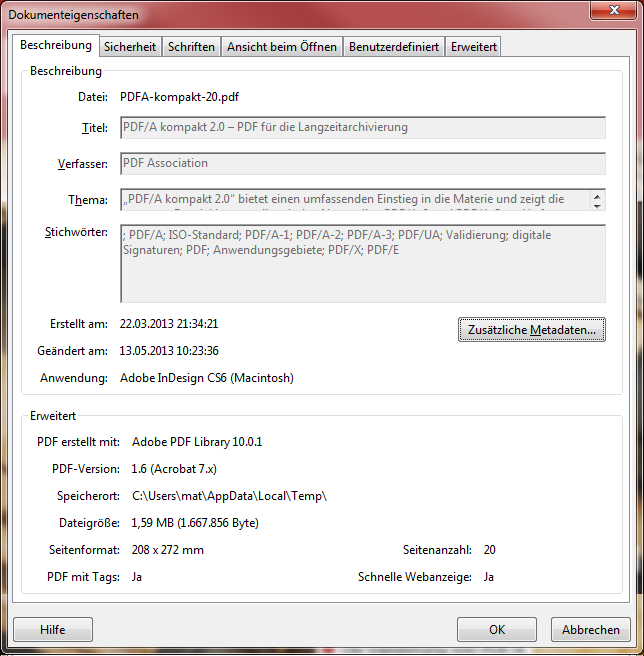 Dokumenteigenschaften
Beschreibung Sicherheit Schriften Ansicht beim Öffnen Benutzerdefiniert Erweitert
Beschreibung
Datei: PDFA-kompakt-20.pdf
Titel: PDF/A kompakt 2.0 – PDF für die Langzeitarchivierung
Verfasser: PDF Association
Thema: „PDF/A kompakt 2.0“ bietet einen umfassenden Einstieg in die Materie und zeigt die
Stichwörter: ; PDF/A; ISO-Standard; PDF/A-1; PDF/A-2; PDF/A-3; PDF/UA; Validierung; digitale
Signaturen; PDF; Anwendungsgebiete; PDF/X; PDF/E
Erstellt am: 22.03.2013 21:34:21
Zusätzliche Metadaten...
Geändert am: 13.05.2013 10:23:36
Anwendung: Adobe InDesign CS6 (Macintosh)
Erweitert
PDF erstellt mit: Adobe PDF Library 10.0.1
PDF-Version: 1.6 (Acrobat 7.x)
Speicherort: C:\Users\mat\AppData\Local\Temp\
Dateigröße: 1,59 MB (1.667.856 Byte)
Seitenformat: 208 x 272 mm Seitenanzahl: 20
PDF mit Tags: Ja Schnelle Webanzeige: Ja
Hilfe OK Abbrechen